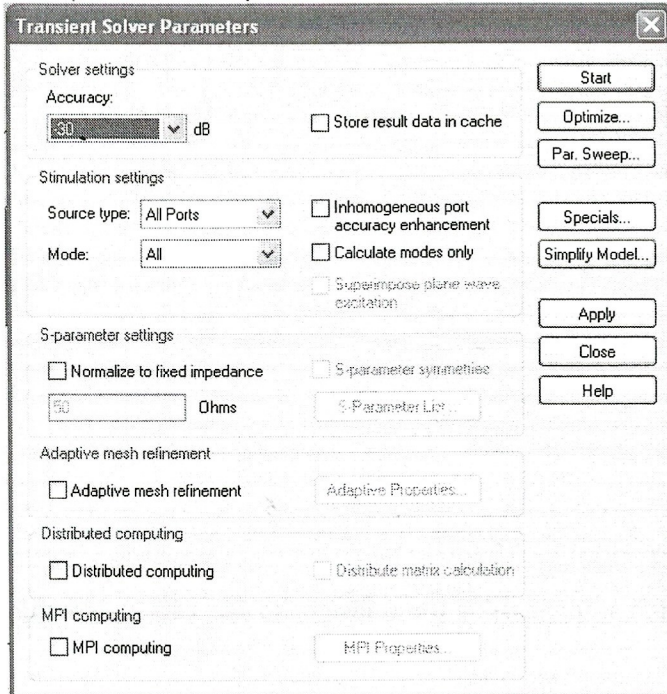 Transient Solver Parameters
Solver settings
Accuracy:
-30 dB
Store result data in cache
Stimulation settings
Source type: All Ports
Inhomogeneous port
accuracy enhancement
Mode: All
Calculate modes only
Superimpose plane wave
excitation
S-parameter settings
Normalize to fixed impedance
S-parameter symmetries
50 Ohms
S-Parameter List...
Adaptive mesh refinement
Adaptive mesh refinement
Adaptive Properties...
Distributed computing
Distributed computing
Distribute matrix calculation
MPI computing
MPI computing
MPI Properties...
Start
Optimize...
Par. Sweep...
Specials...
Simplify Model...
Apply
Close
Help